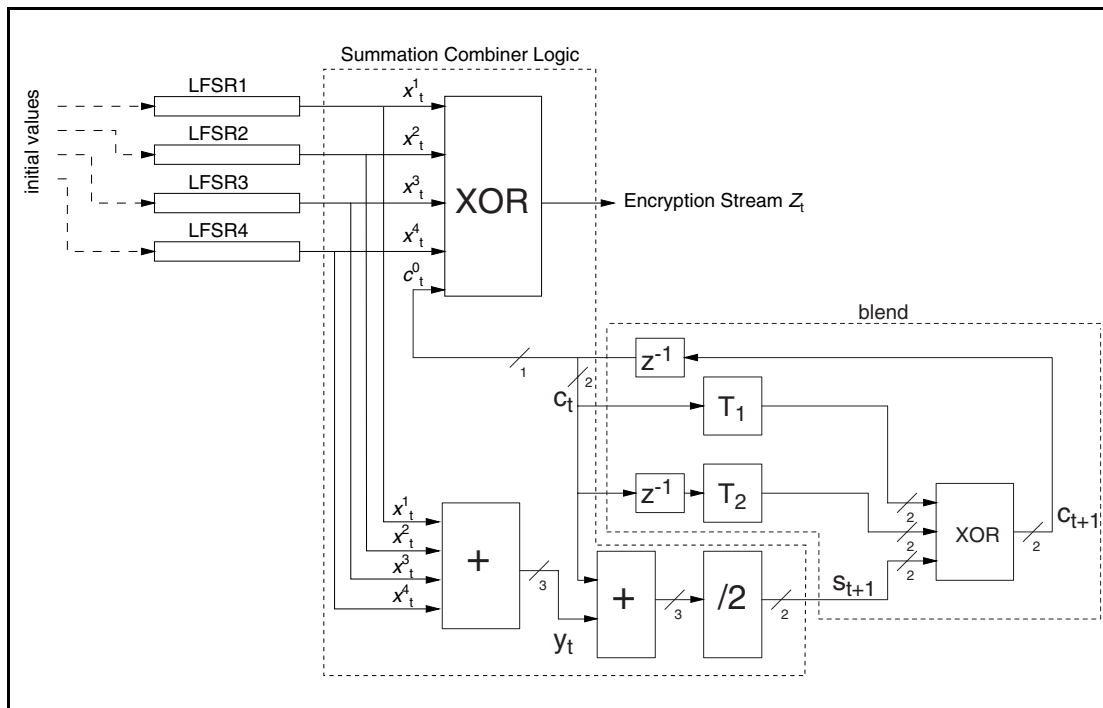 Summation Combiner Logic
initial values
LFSR1
LFSR2
LFSR3
LFSR4
x¹ₜ
x²ₜ
x³ₜ
x⁴ₜ
c⁰ₜ
XOR
Encryption Stream Zₜ
blend
1
2
cₜ
z⁻¹
T₁
z⁻¹
T₂
2
2
2
XOR
2
cₜ₊₁
x¹ₜ
x²ₜ
x³ₜ
x⁴ₜ
+
3
yₜ
+
3
/2
2
sₜ₊₁